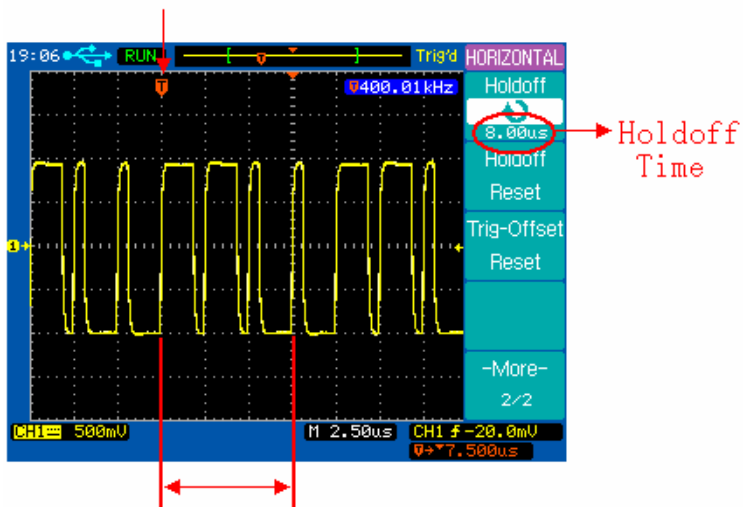 19:06 RUN Trig'd HORIZONTAL
T
T 400.01kHz
Holdoff
8.00us
Holdoff
Time
Holdoff
Reset
Trig-Offset
Reset
1
-More-
2/2
CH1 500mV M 2.50us CH1 -20.0mV
T→▼7.500us